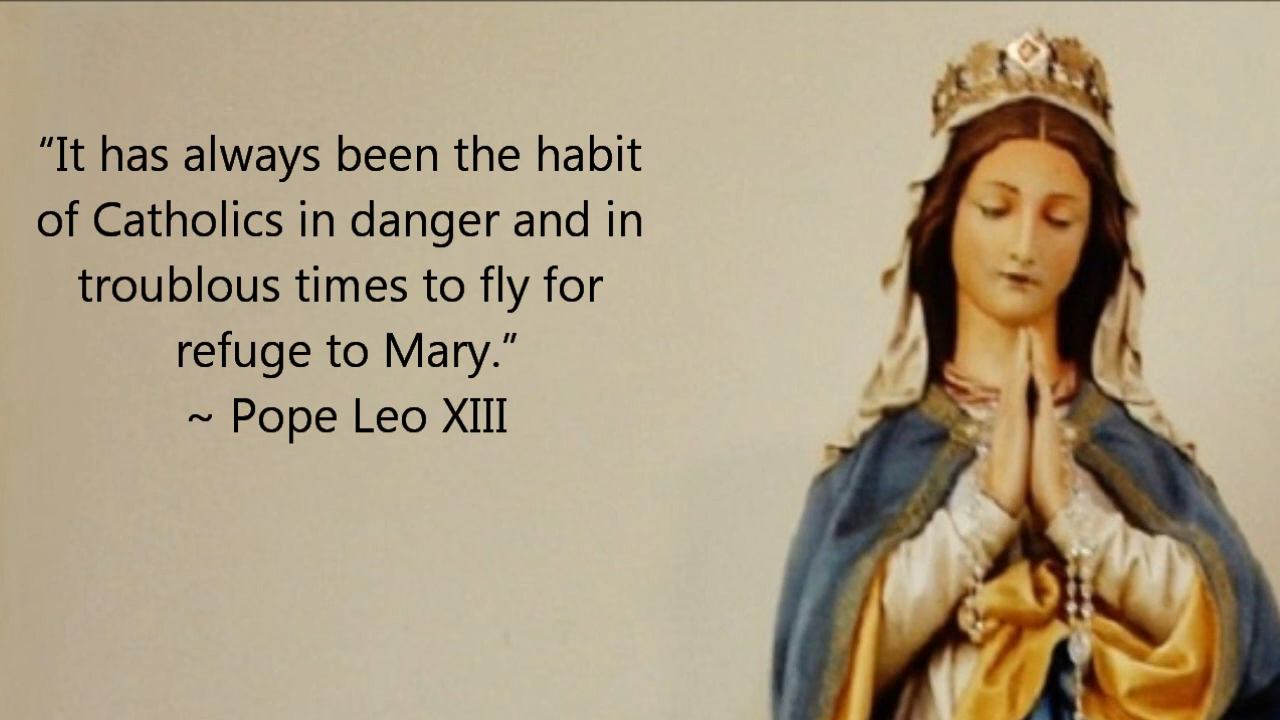 “It has always been the habit
of Catholics in danger and in
troublous times to fly for
refuge to Mary.”
~ Pope Leo XIII